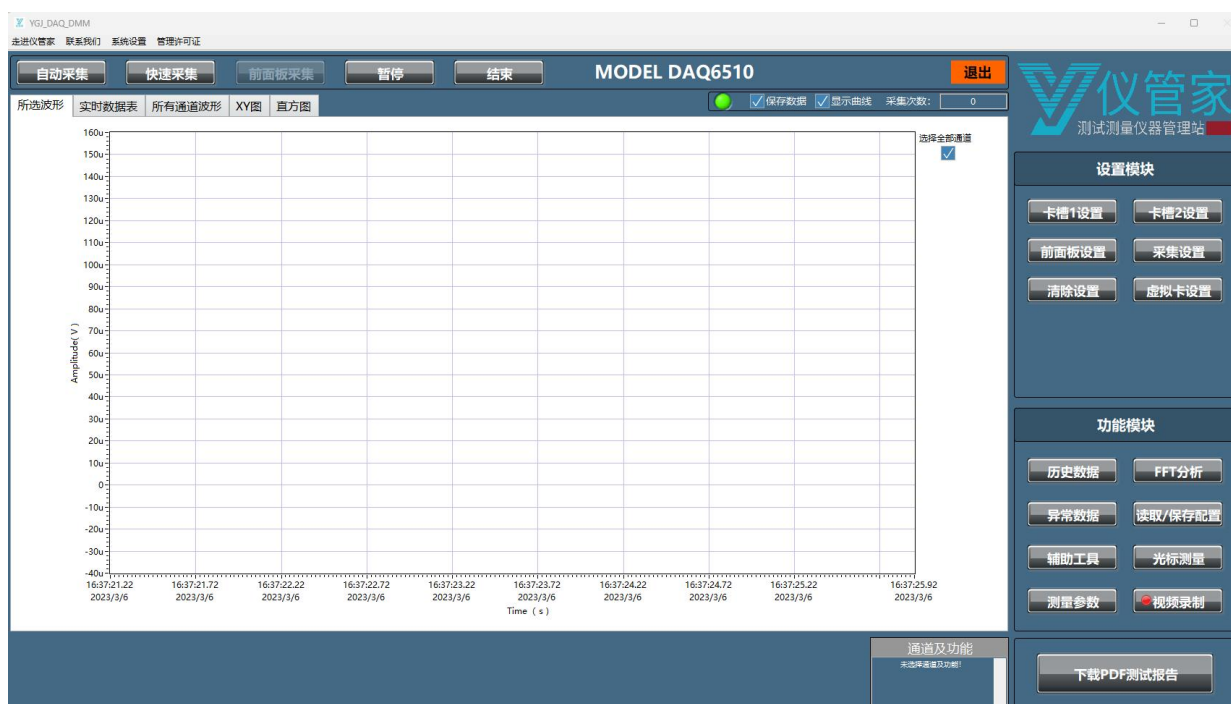 YGJ_DAQ_DMM
走进仪管家 联系我们 系统设置 管理许可证
自动采集 快速采集 前面板采集 暂停 结束 MODEL DAQ6510 退出
所选波形 实时数据表 所有通道波形 XY图 直方图 保存数据 显示曲线 采集次数: 0
仪管家
测试测量仪器管理站
选择全部通道
160u
150u
140u
130u
120u
110u
100u
90u
80u
70u
60u
50u
40u
30u
20u
10u
0
-10u
-20u
-30u
-40u
Amplitude( V )
16:37:21.22 16:37:21.72 16:37:22.22 16:37:22.72 16:37:23.22 16:37:23.72 16:37:24.22 16:37:24.72 16:37:25.22 16:37:25.92
2023/3/6 2023/3/6 2023/3/6 2023/3/6 2023/3/6 2023/3/6 2023/3/6 2023/3/6 2023/3/6 2023/3/6
Time ( s )
设置模块
卡槽1设置 卡槽2设置
前面板设置 采集设置
清除设置 虚拟卡设置
功能模块
历史数据 FFT分析
异常数据 读取/保存配置
辅助工具 光标测量
测量参数 视频录制
通道及功能
未选择通道及功能!
下载PDF测试报告